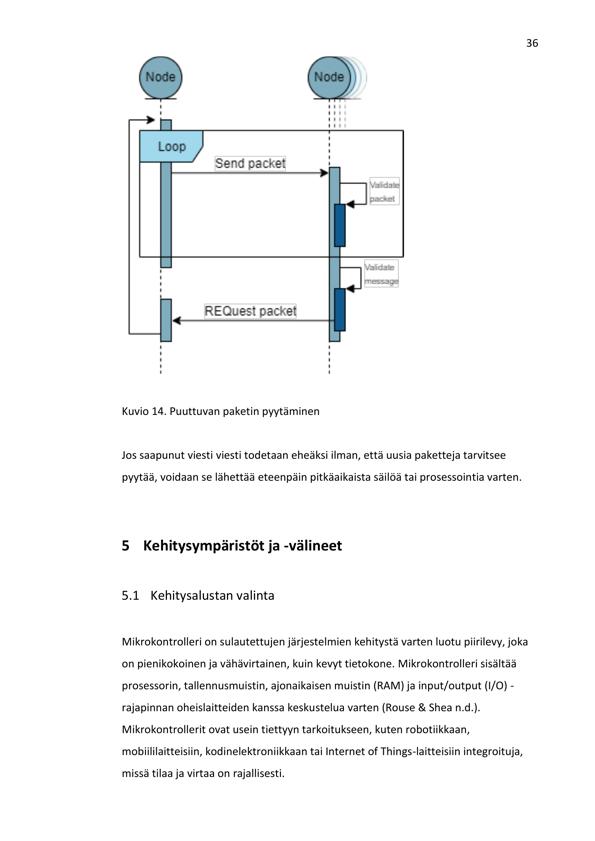 36
Node
Node
Loop
Send packet
Validate
packet
Validate
message
REQuest packet
Kuvio 14. Puuttuvan paketin pyytäminen
Jos saapunut viesti viesti todetaan eheäksi ilman, että uusia paketteja tarvitsee
pyytää, voidaan se lähettää eteenpäin pitkäaikaista säilöä tai prosessointia varten.
5 Kehitysympäristöt ja -välineet
5.1 Kehitysalustan valinta
Mikrokontrolleri on sulautettujen järjestelmien kehitystä varten luotu piirilevy, joka
on pienikokoinen ja vähävirtainen, kuin kevyt tietokone. Mikrokontrolleri sisältää
prosessorin, tallennusmuistin, ajonaikaisen muistin (RAM) ja input/output (I/O) -
rajapinnan oheislaitteiden kanssa keskustelua varten (Rouse & Shea n.d.).
Mikrokontrollerit ovat usein tiettyyn tarkoitukseen, kuten robotiikkaan,
mobiililaitteisiin, kodinelektroniikkaan tai Internet of Things-laitteisiin integroituja,
missä tilaa ja virtaa on rajallisesti.